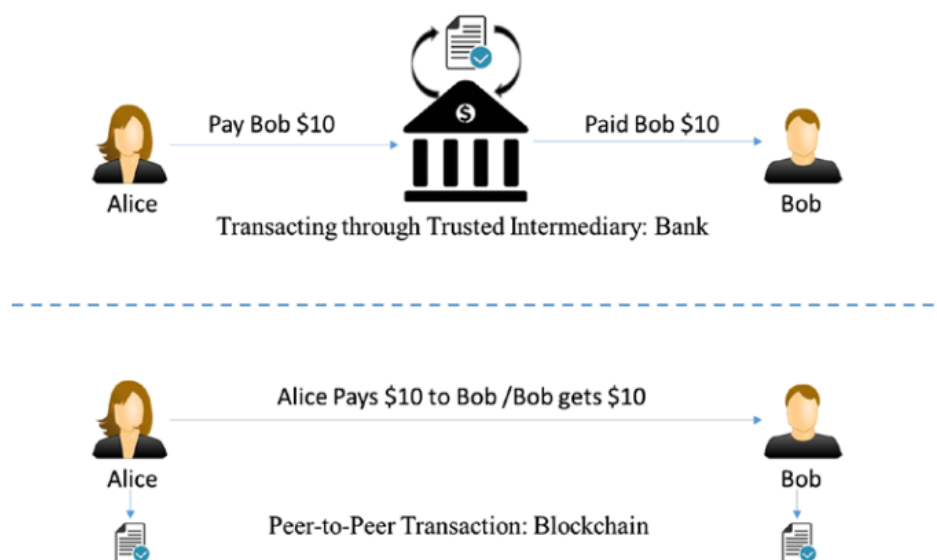 $
Pay Bob $10
Paid Bob $10
Alice
Bob
Transacting through Trusted Intermediary: Bank
Alice Pays $10 to Bob /Bob gets $10
Alice
Bob
Peer-to-Peer Transaction: Blockchain